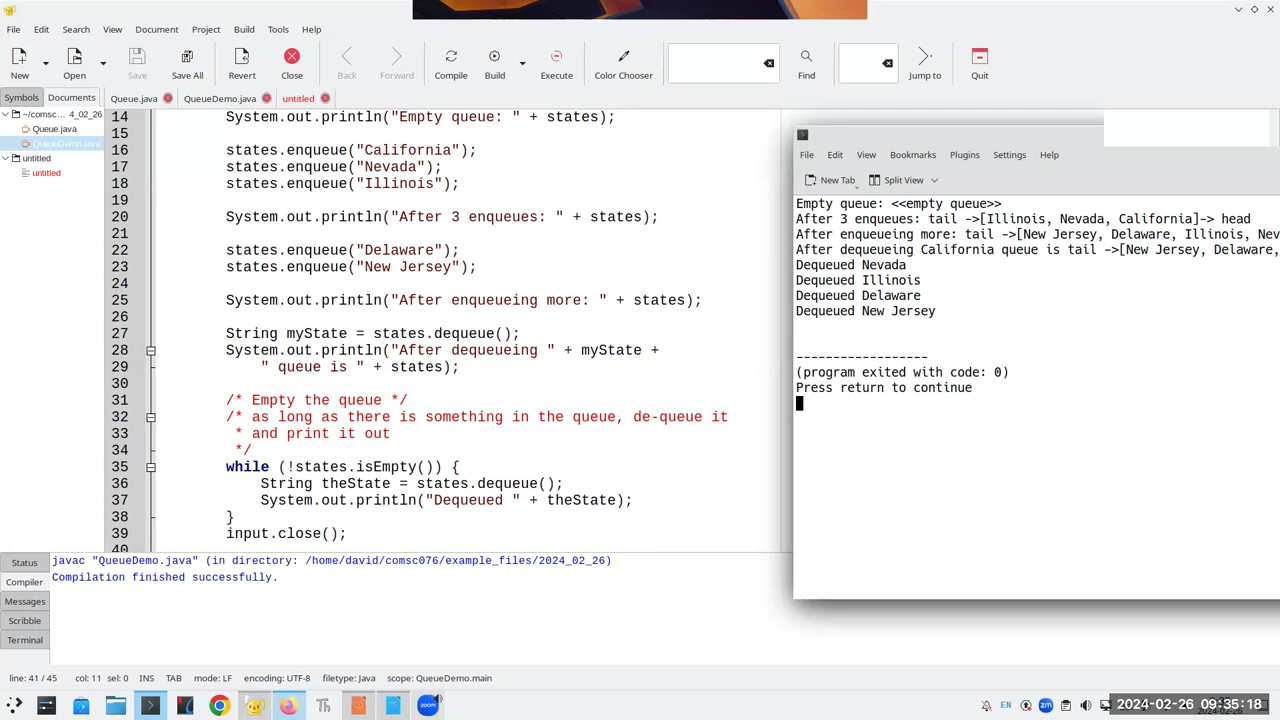 File Edit Search View Document Project Build Tools Help
New Open Save Save All Revert Close Back Forward Compile Build Execute Color Chooser Find Jump to Quit
Symbols Documents Queue.java QueueDemo.java untitled
~/comsc... 4_02_26
Queue.java
QueueDemo.java
untitled
untitled
14 System.out.println("Empty queue: " + states);
15
16 states.enqueue("California");
17 states.enqueue("Nevada");
18 states.enqueue("Illinois");
19
20 System.out.println("After 3 enqueues: " + states);
21
22 states.enqueue("Delaware");
23 states.enqueue("New Jersey");
24
25 System.out.println("After enqueueing more: " + states);
26
27 String myState = states.dequeue();
28 System.out.println("After dequeueing " + myState +
29 " queue is " + states);
30
31 /* Empty the queue */
32 /* as long as there is something in the queue, de-queue it
33 * and print it out
34 */
35 while (!states.isEmpty()) {
36 String theState = states.dequeue();
37 System.out.println("Dequeued " + theState);
38 }
39 input.close();
40
File Edit View Bookmarks Plugins Settings Help
New Tab Split View
Empty queue: <<empty queue>>
After 3 enqueues: tail ->[Illinois, Nevada, California]-> head
After enqueueing more: tail ->[New Jersey, Delaware, Illinois, Nev
After dequeueing California queue is tail ->[New Jersey, Delaware,
Dequeued Nevada
Dequeued Illinois
Dequeued Delaware
Dequeued New Jersey
------------------
(program exited with code: 0)
Press return to continue
Status
Compiler
Messages
Scribble
Terminal
javac "QueueDemo.java" (in directory: /home/david/comsc076/example_files/2024_02_26)
Compilation finished successfully.
line: 41 / 45 col: 11 sel: 0 INS TAB mode: LF encoding: UTF-8 filetype: Java scope: QueueDemo.main
Th zoom EN zm 2024-02-26 09:35:18